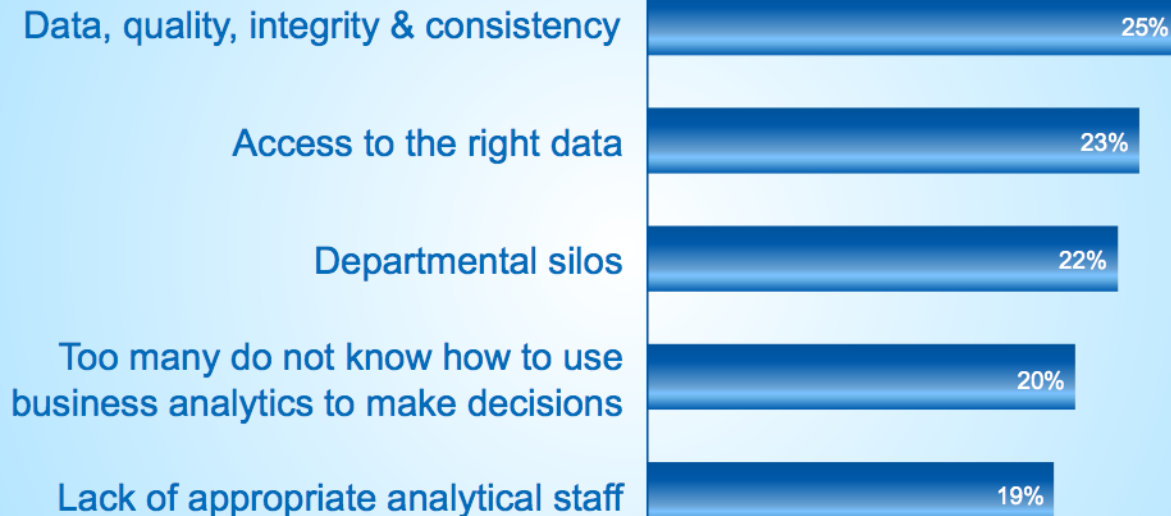 Data, quality, integrity & consistency 25%
Access to the right data 23%
Departmental silos 22%
Too many do not know how to use
business analytics to make decisions 20%
Lack of appropriate analytical staff 19%